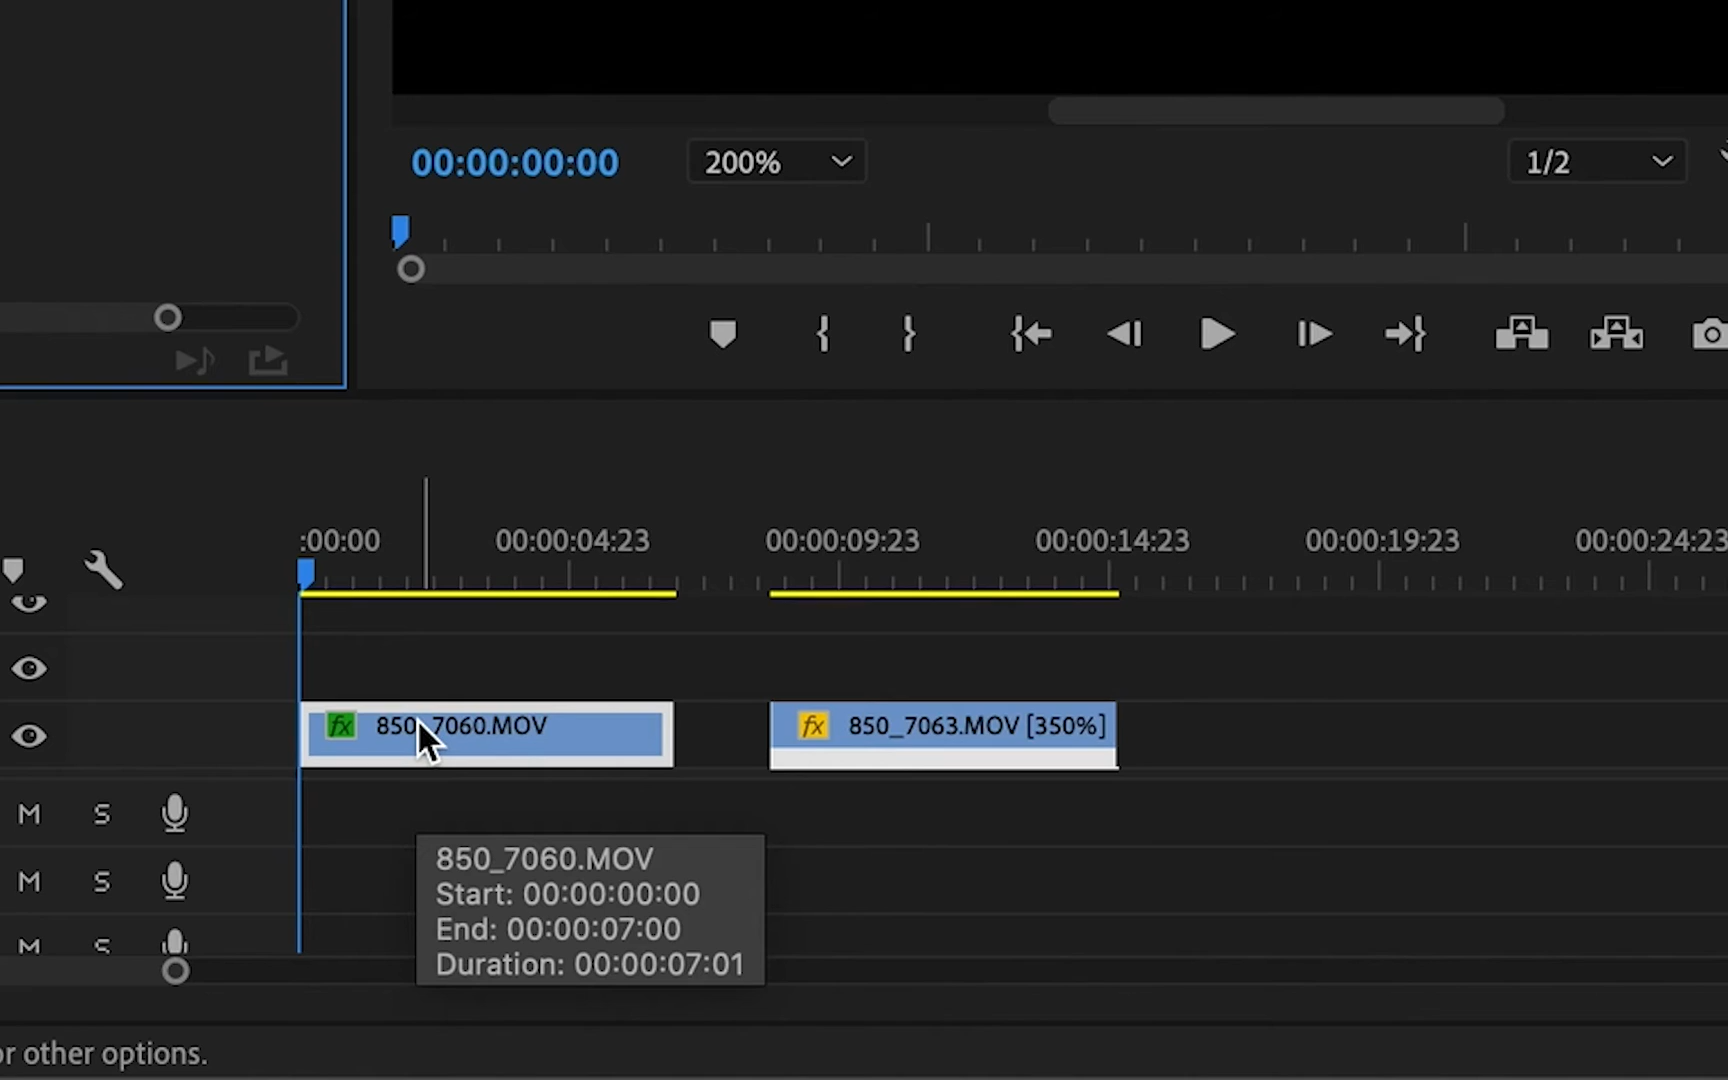 00:00:00:00
200%
1/2
:00:00
00:00:04:23
00:00:09:23
00:00:14:23
00:00:19:23
00:00:24:23
fx 850_7060.MOV
fx 850_7063.MOV [350%]
M S
850_7060.MOV
Start: 00:00:00:00
M S
End: 00:00:07:00
M S
Duration: 00:00:07:01
or other options.